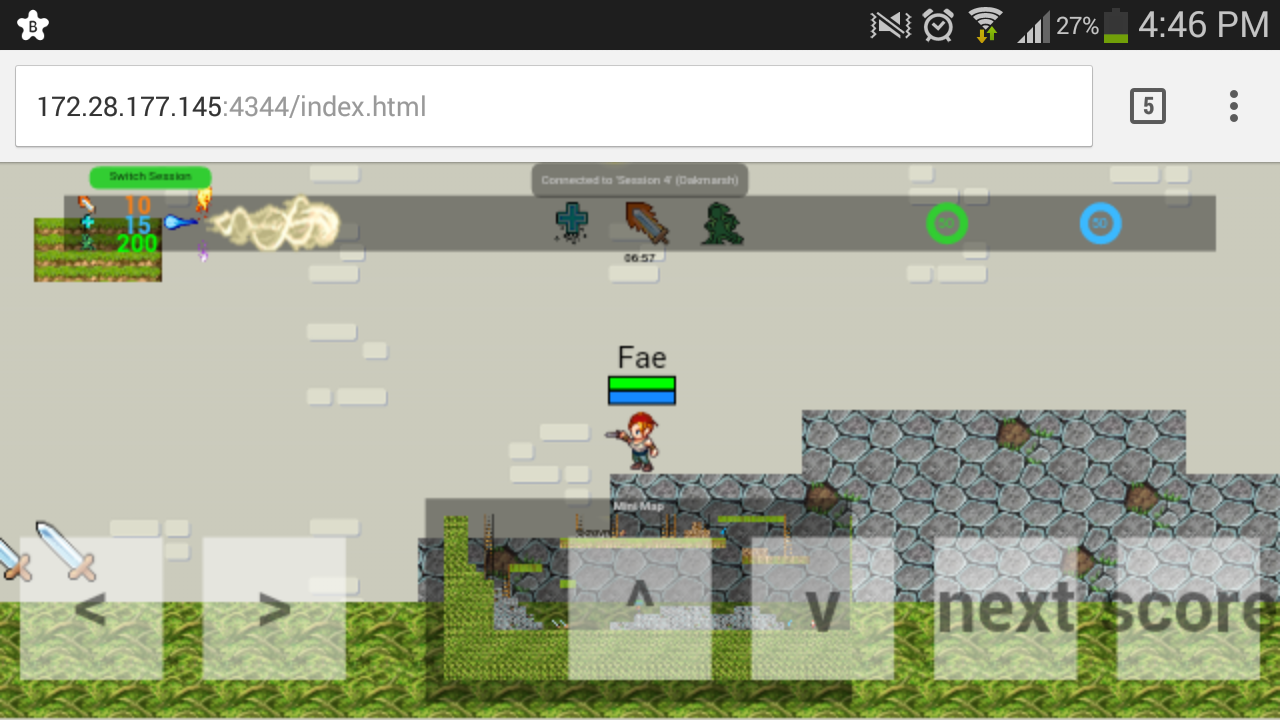 B
27% 4:46 PM
172.28.177.145:4344/index.html
5
Switch Session
Connected to 'Session 4' (Dakmarsh)
10
15
200
50
50
06:57
Fae
Mini Map
< > ^ v next score